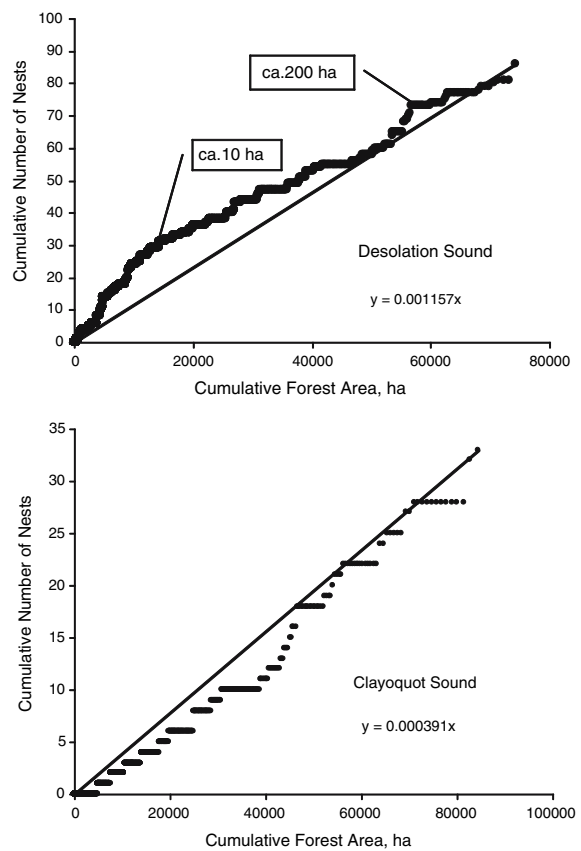 100
90
80
70
60
50
40
30
20
10
0
Cumulative Number of Nests
ca.200 ha
ca.10 ha
Desolation Sound
y = 0.001157x
0 20000 40000 60000 80000
Cumulative Forest Area, ha
35
30
25
20
15
10
5
0
Cumulative Number of Nests
Clayoquot Sound
y = 0.000391x
0 20000 40000 60000 80000 100000
Cumulative Forest Area, ha